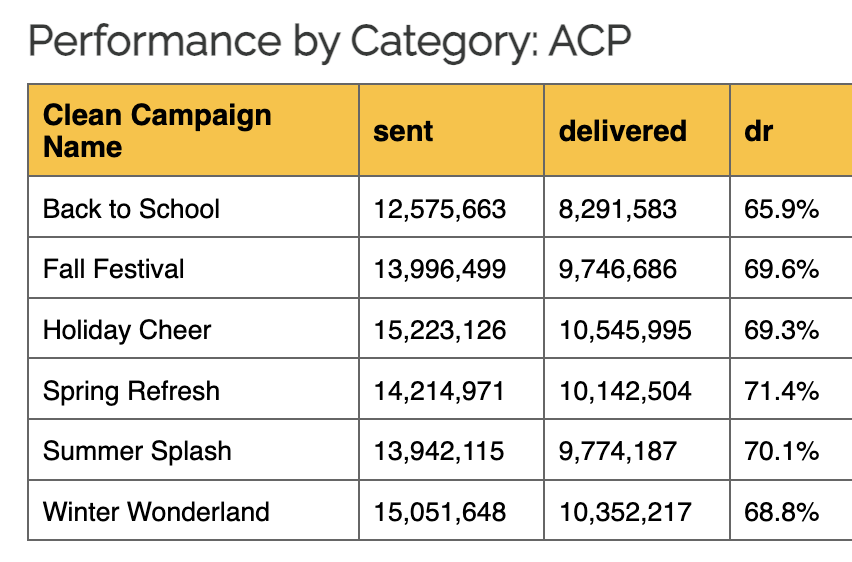 Performance by Category: ACP
Clean Campaign Name sent delivered dr
Back to School 12,575,663 8,291,583 65.9%
Fall Festival 13,996,499 9,746,686 69.6%
Holiday Cheer 15,223,126 10,545,995 69.3%
Spring Refresh 14,214,971 10,142,504 71.4%
Summer Splash 13,942,115 9,774,187 70.1%
Winter Wonderland 15,051,648 10,352,217 68.8%